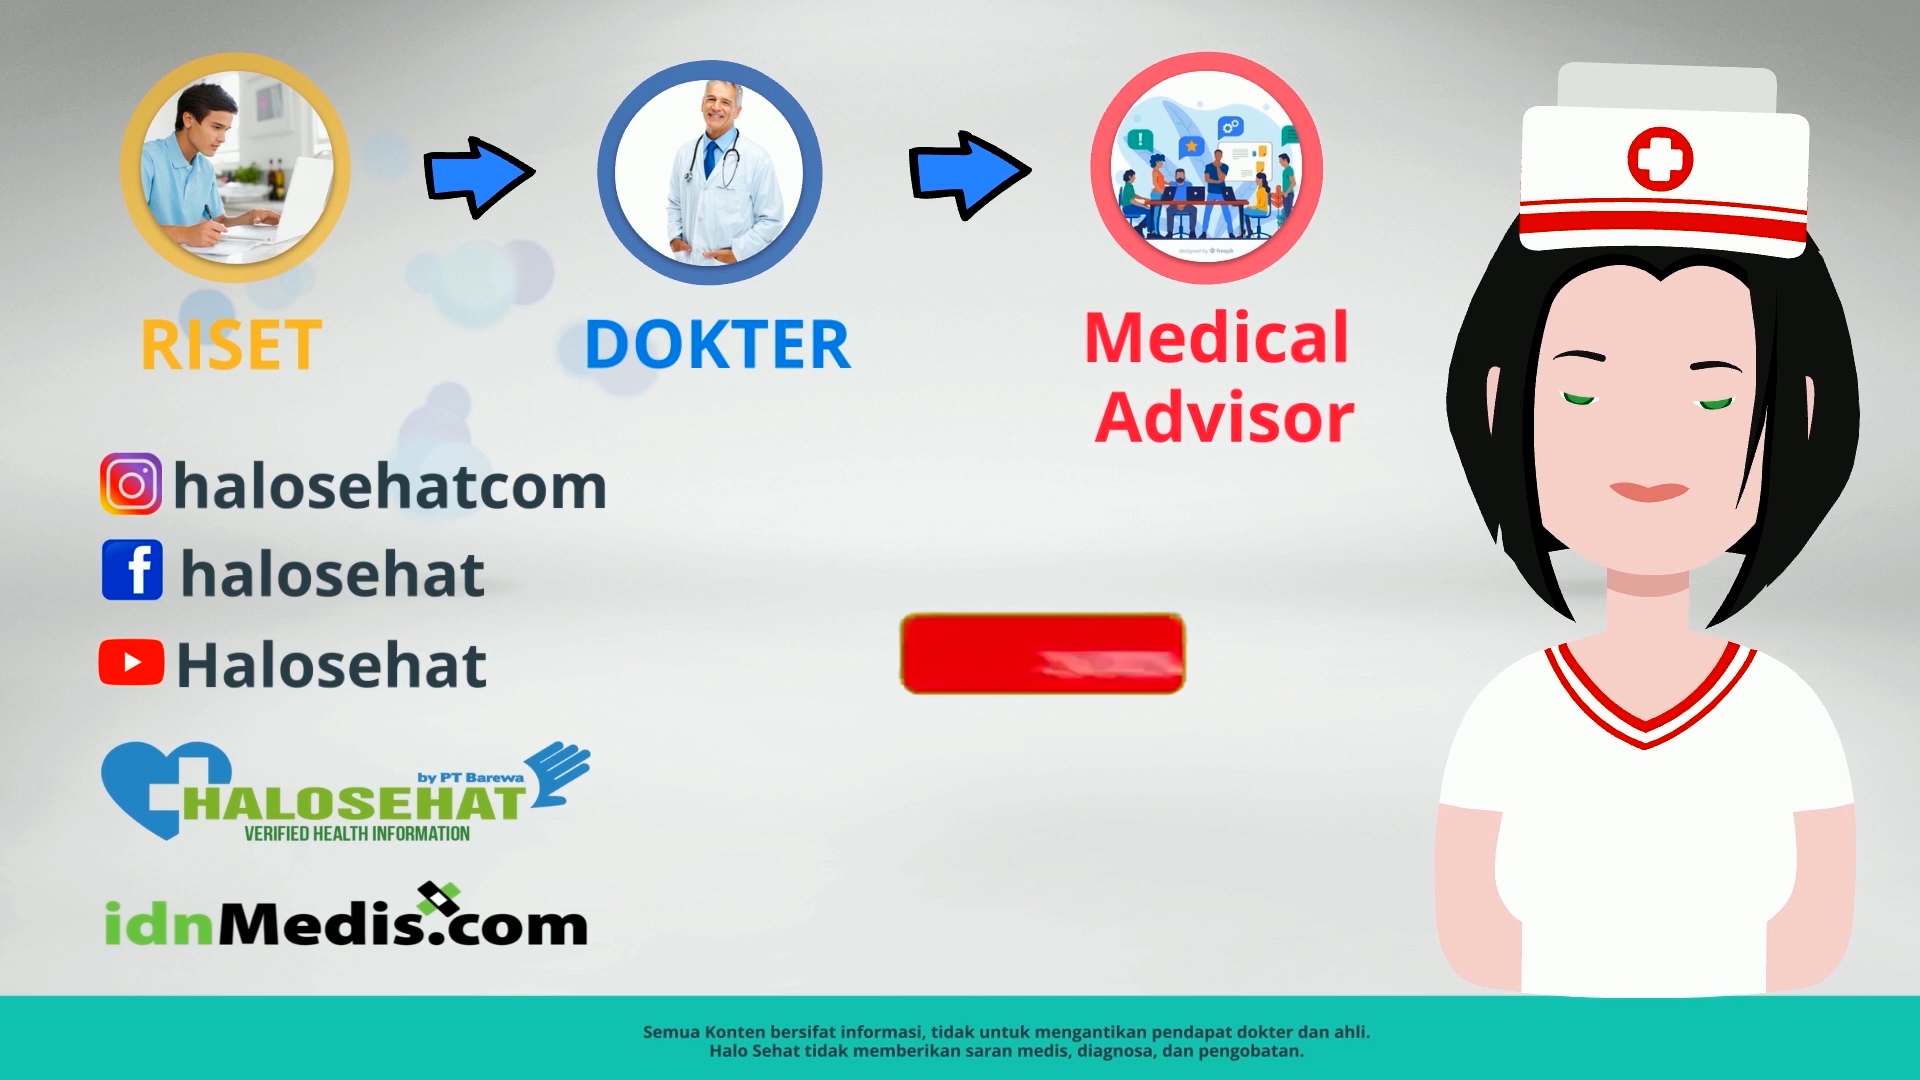 RISET
DOKTER
Medical
Advisor
halosehatcom
halosehat
Halosehat
by PT Barewa
HALOSEHAT
VERIFIED HEALTH INFORMATION
idnMedis.com
Semua Konten bersifat informasi, tidak untuk mengantikan pendapat dokter dan ahli.
Halo Sehat tidak memberikan saran medis, diagnosa, dan pengobatan.